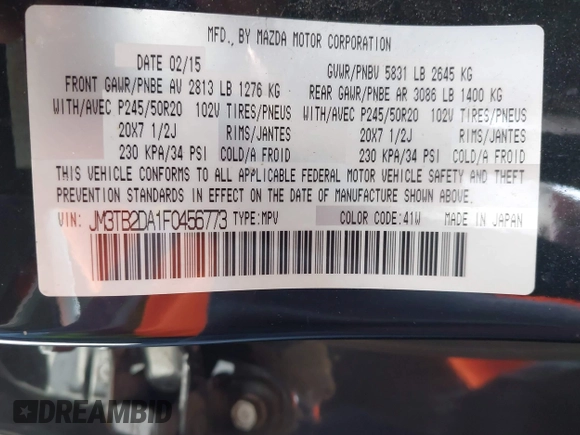 MFD., BY MAZDA MOTOR CORPORATION
DATE 02/15 GVWR/PNBV 5831 LB 2645 KG
FRONT GAWR/PNBE AV 2813 LB 1276 KG REAR GAWR/PNBE AR 3086 LB 1400 KG
WITH/AVEC P245/50R20 102V TIRES/PNEUS WITH/AVEC P245/50R20 102V TIRES/PNEUS
20X7 1/2J RIMS/JANTES 20X7 1/2J RIMS/JANTES
230 KPA/34 PSI COLD/A FROID 230 KPA/34 PSI COLD/A FROID
THIS VEHICLE CONFORMS TO ALL APPLICABLE FEDERAL MOTOR VEHICLE SAFETY AND THEFT
PREVENTION STANDARDS IN EFFECT ON THE DATE OF MANUFACTURE SHOWN ABOVE.
VIN: JM3TB2DA1F0456773 TYPE:MPV COLOR CODE:41W MADE IN JAPAN
DREAMBID